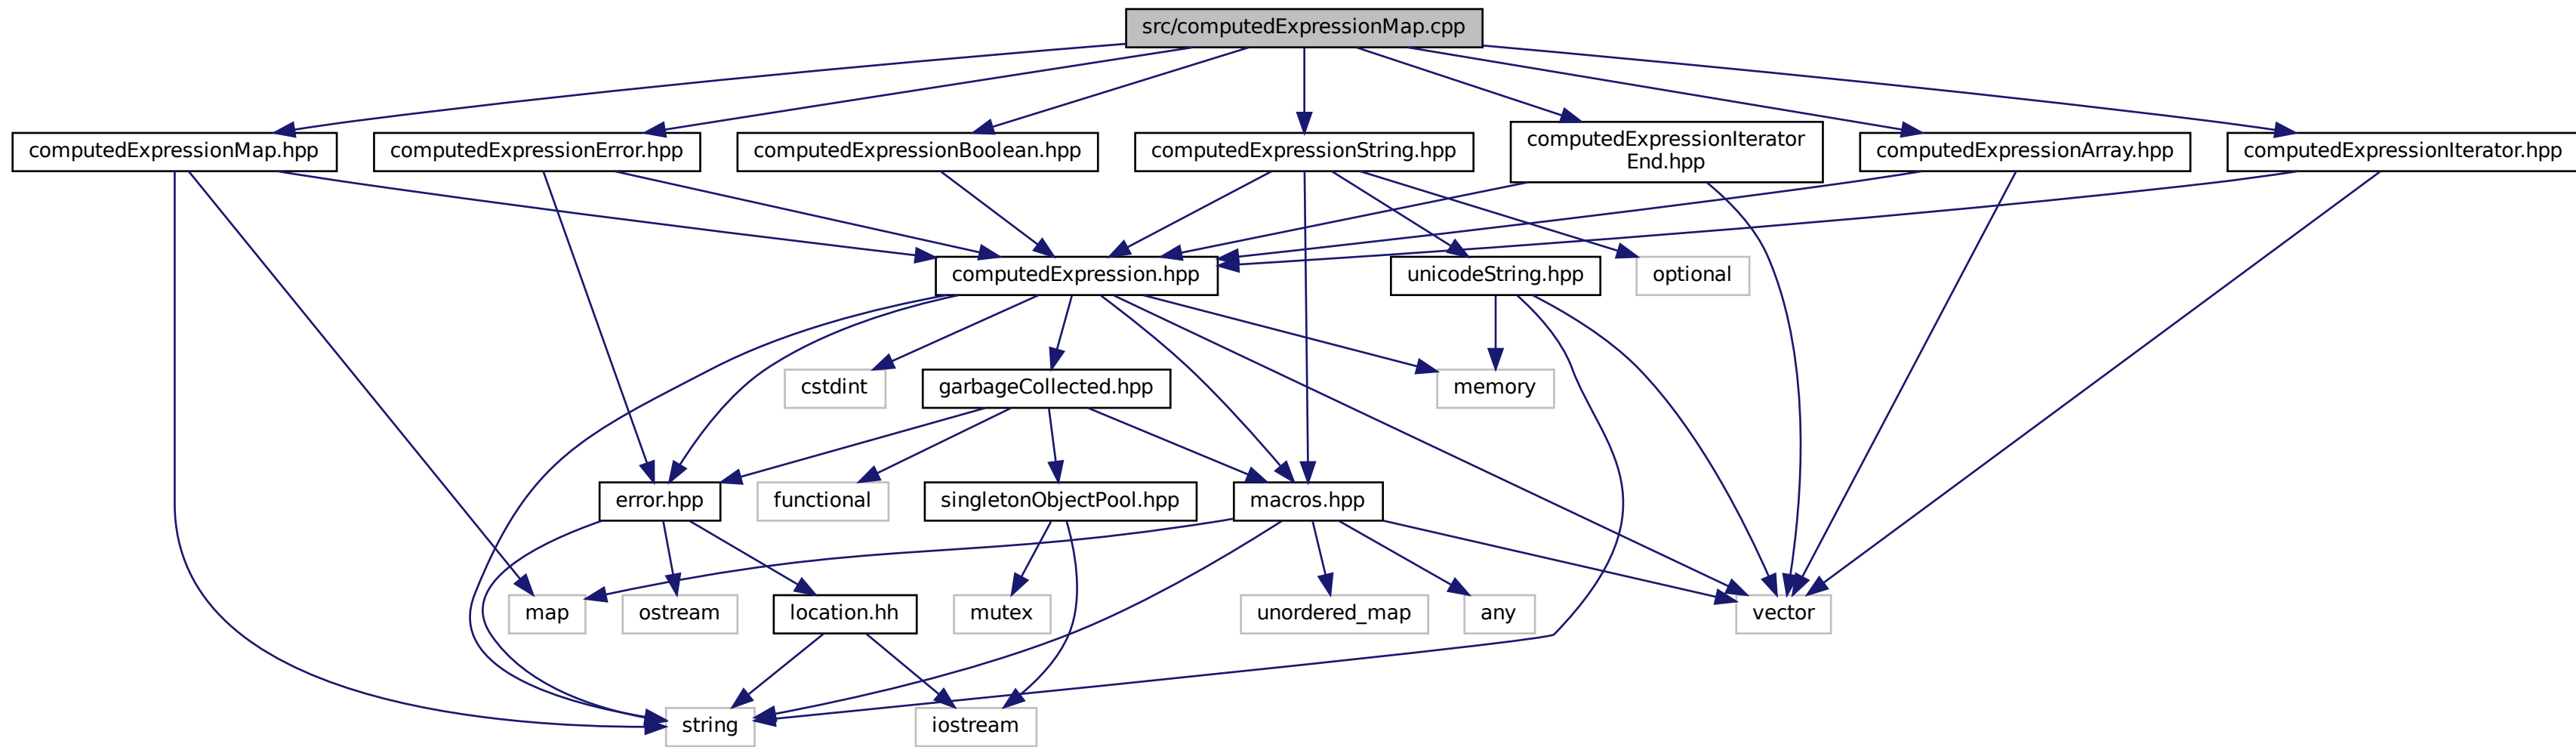 src/computedExpressionMap.cpp
computedExpressionMap.hpp
computedExpressionError.hpp
computedExpressionBoolean.hpp
computedExpressionString.hpp
computedExpressionIterator
End.hpp
computedExpressionArray.hpp
computedExpressionIterator.hpp
computedExpression.hpp
unicodeString.hpp
optional
cstdint
garbageCollected.hpp
memory
error.hpp
functional
singletonObjectPool.hpp
macros.hpp
map
ostream
location.hh
mutex
unordered_map
any
vector
string
iostream